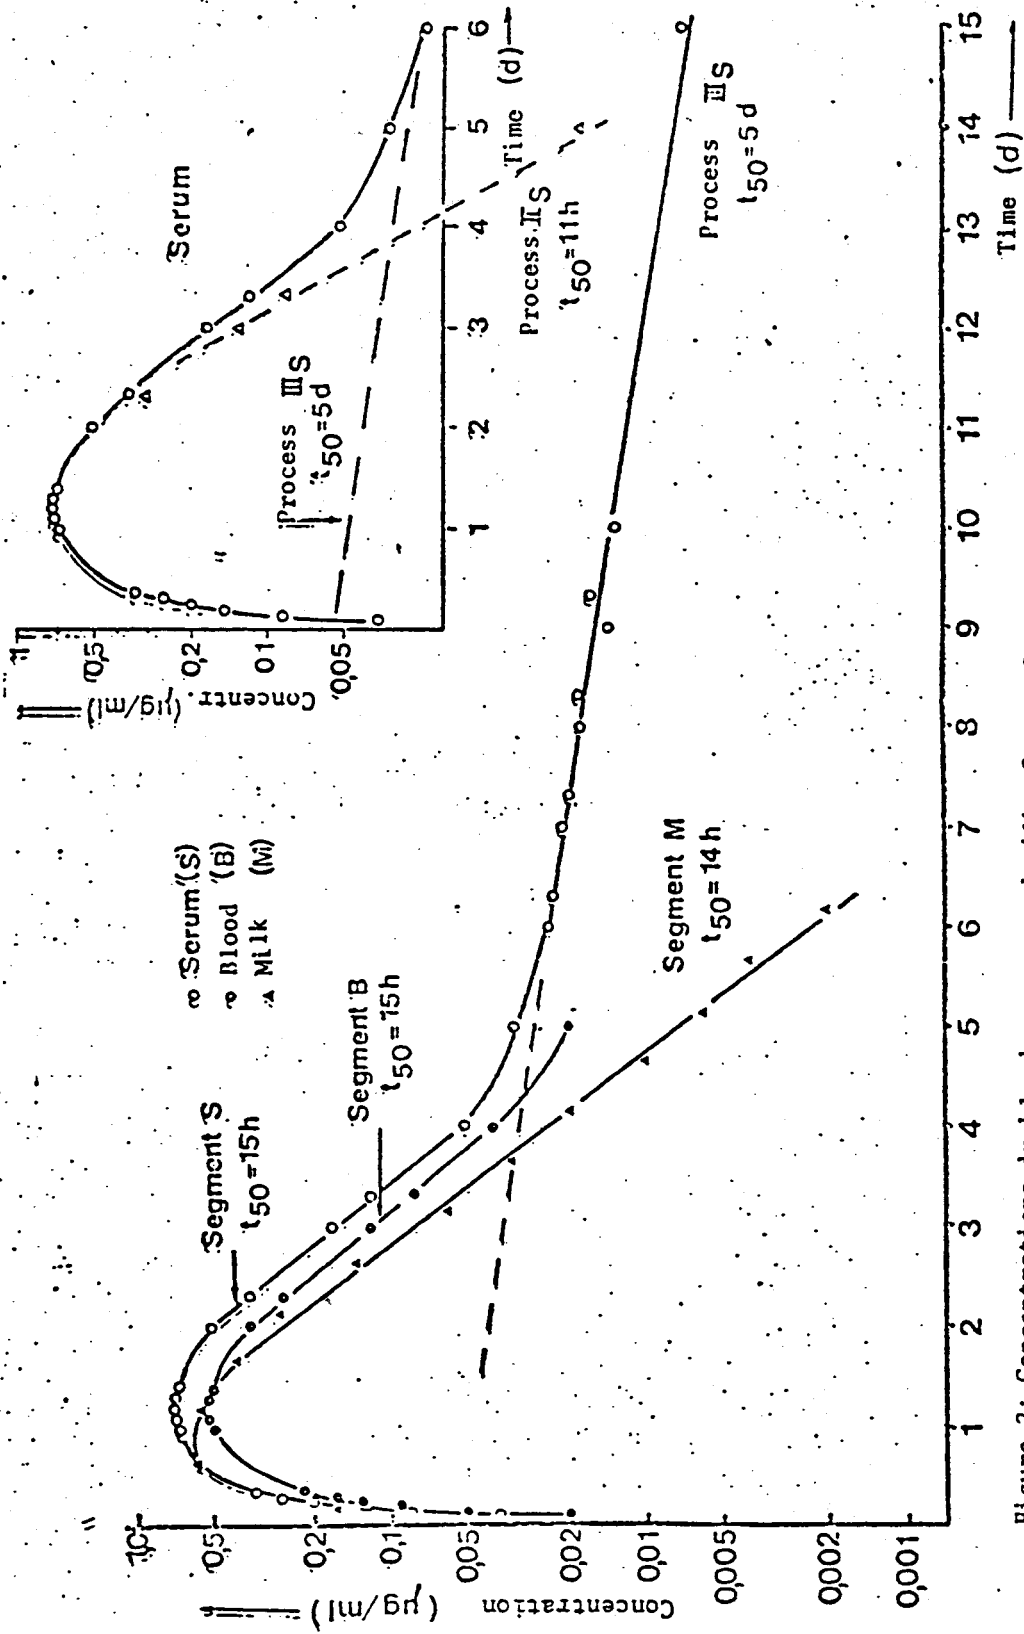 Concentration (µg/ml)
1,0
0,5
0,2
0,1
0,05
0,02
0,01
0,005
0,002
0,001
Segment S
t50=15h
Serum (S)
Blood (B)
Milk (M)
Segment B
t50=15h
Segment M
t50=14h
Process III S
t50=5d
1 2 3 4 5 6 7 8 9 10 11 12 13 14 15
Time (d)
Concentr. (µg/ml)
1
0,5
0,2
0 1
0,05
Serum
Process III S
t50=5d
Process II S
t50=11h
1 2 3 4 5 6
Time (d)